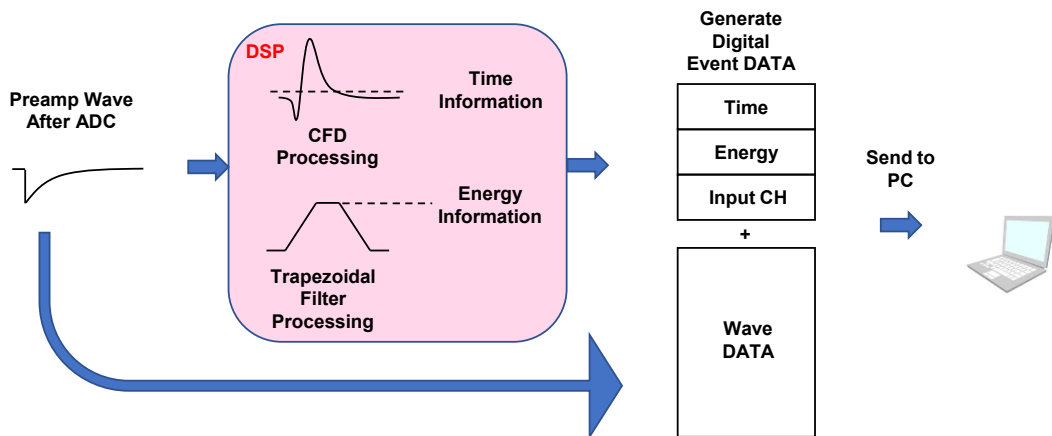 Preamp Wave
After ADC
DSP
CFD
Processing
Time
Information
Trapezoidal
Filter
Processing
Energy
Information
Generate
Digital
Event DATA
Time
Energy
Input CH
+
Wave
DATA
Send to
PC